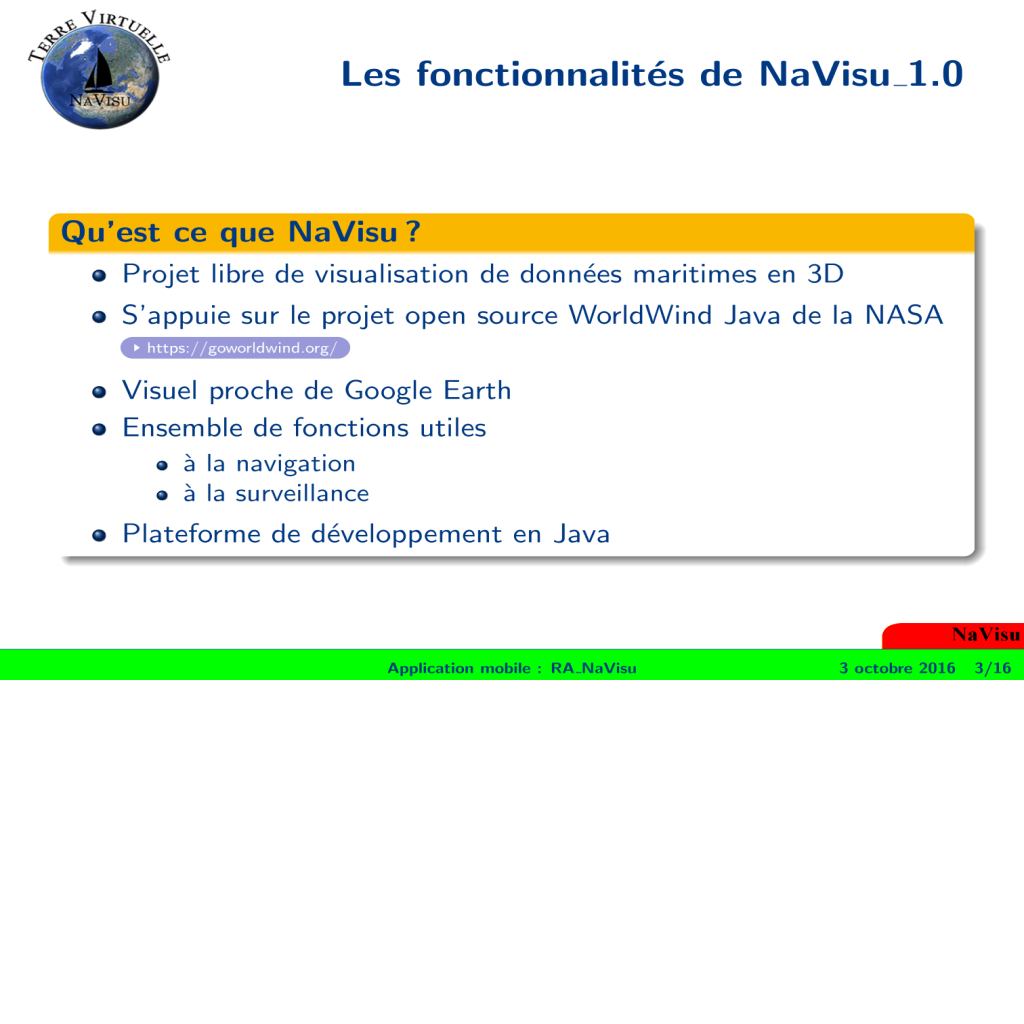 TERRE VIRTUELLE
NAVISU
Les fonctionnalités de NaVisu_1.0
Qu'est ce que NaVisu ?
Projet libre de visualisation de données maritimes en 3D
S'appuie sur le projet open source WorldWind Java de la NASA
https://goworldwind.org/
Visuel proche de Google Earth
Ensemble de fonctions utiles
à la navigation
à la surveillance
Plateforme de développement en Java
NaVisu
Application mobile : RA_NaVisu 3 octobre 2016 3/16